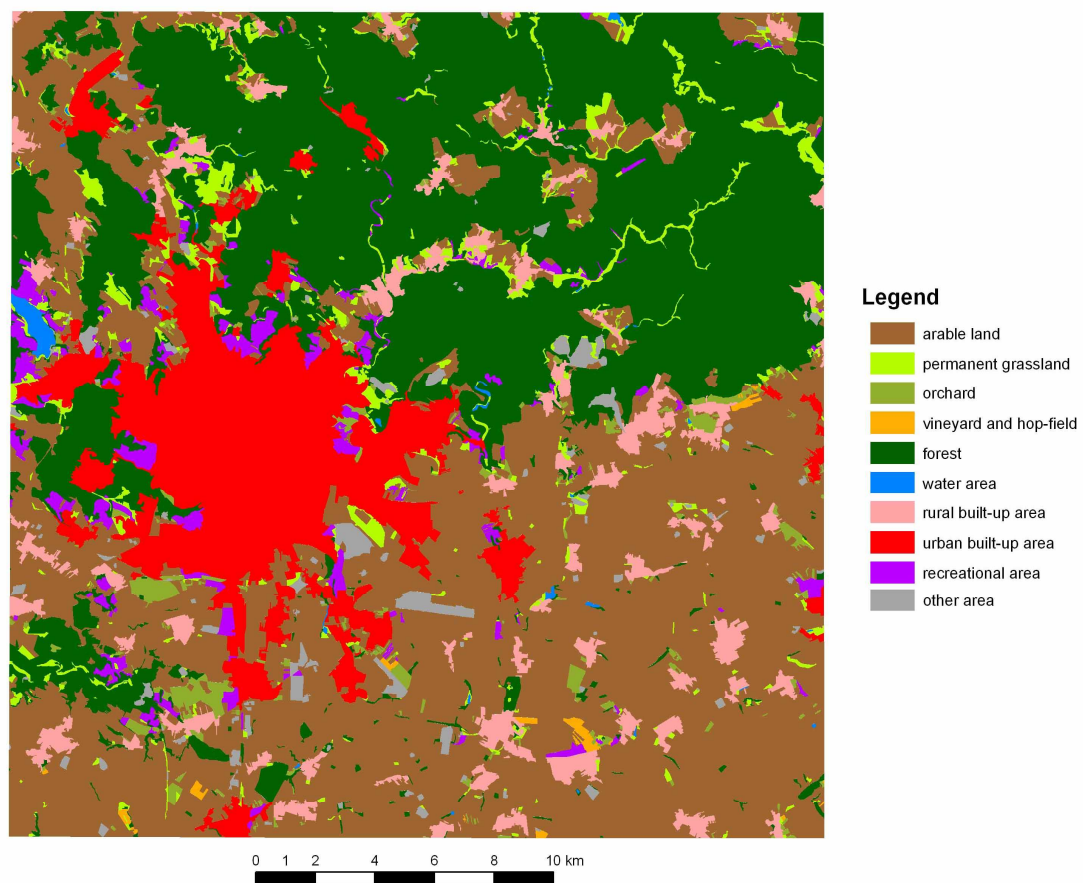 Legend
arable land
permanent grassland
orchard
vineyard and hop-field
forest
water area
rural built-up area
urban built-up area
recreational area
other area
0 1 2 4 6 8 10 km